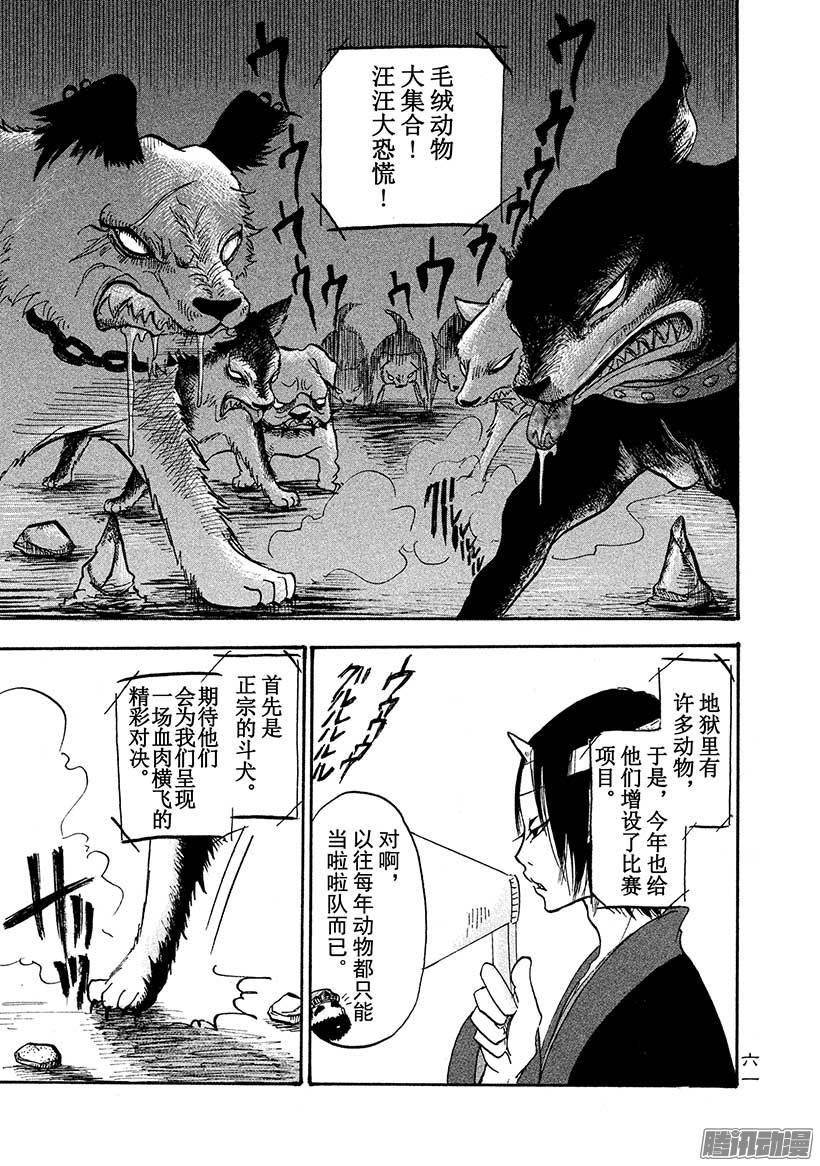 毛绒动物
大集合！
汪汪大恐慌！
ウウウウウ
ウウウウウ
ウウウ
グルル
地狱里有
许多动物，
于是，今年也给
他们增设了比赛
项目。
ウウウ
グルルルル
对啊，
以往每年动物都只能
当啦啦队而已。
首先是
正宗的斗犬。
期待他们
会为我们呈现
一场血肉横飞的
精彩对决。
六一
腾讯动漫